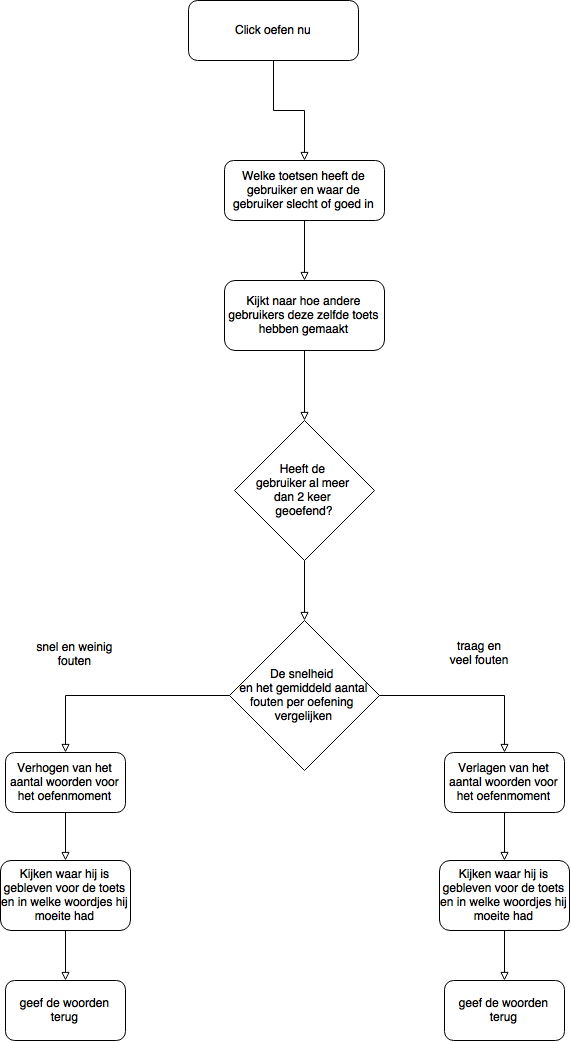 Click oefen nu
Welke toetsen heeft de
gebruiker en waar de
gebruiker slecht of goed in
Kijkt naar hoe andere
gebruikers deze zelfde toets
hebben gemaakt
Heeft de
gebruiker al meer
dan 2 keer
geoefend?
De snelheid
en het gemiddeld aantal
fouten per oefening
vergelijken
snel en weinig
fouten
traag en
veel fouten
Verhogen van het
aantal woorden voor
het oefenmoment
Verlagen van het
aantal woorden voor
het oefenmoment
Kijken waar hij is
gebleven voor de toets
en in welke woordjes hij
moeite had
Kijken waar hij is
gebleven voor de toets
en in welke woordjes hij
moeite had
geef de woorden
terug
geef de woorden
terug